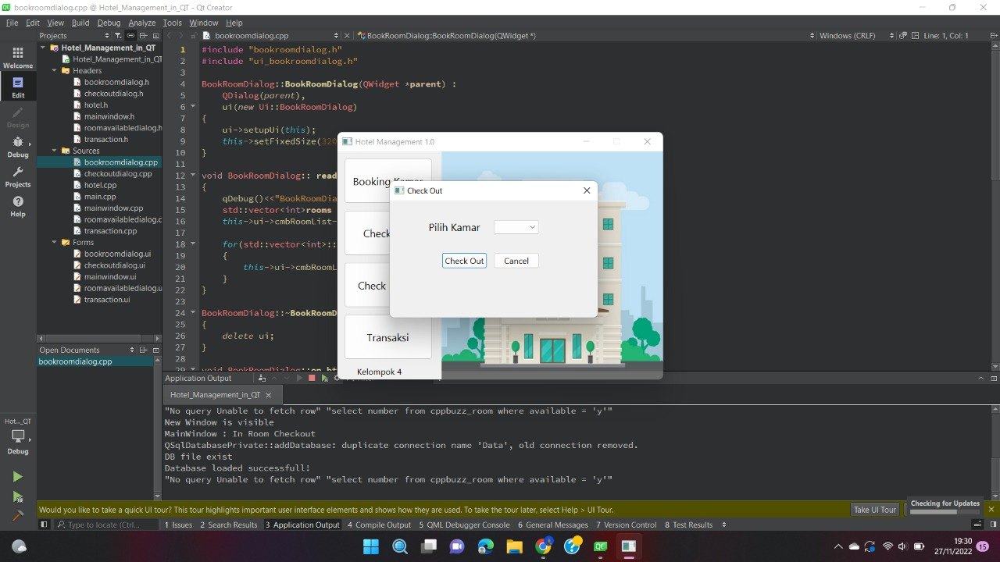 bookroomdialog.cpp @ Hotel_Management_in_QT - Qt Creator
File Edit View Build Debug Analyze Tools Window Help
Projects
bookroomdialog.cpp
BookRoomDialog::BookRoomDialog(QWidget *)
Windows (CRLF)
Line: 1, Col: 1
Welcome
Edit
Design
Debug
Projects
Help
Hotel_Management_in_QT
Hotel_Management_in_QT
Headers
bookroomdialog.h
checkoutdialog.h
hotel.h
mainwindow.h
roomavailabledialog.h
transaction.h
Sources
bookroomdialog.cpp
checkoutdialog.cpp
hotel.cpp
main.cpp
mainwindow.cpp
roomavailabledialog.c
transaction.cpp
Forms
bookroomdialog.ui
checkoutdialog.ui
mainwindow.ui
roomavailabledialog.u
transaction.ui
Open Documents
bookroomdialog.cpp
1 #include "bookroomdialog.h"
2 #include "ui_bookroomdialog.h"
3
4 BookRoomDialog::BookRoomDialog(QWidget *parent) :
5 QDialog(parent),
6 ui(new Ui::BookRoomDialog)
7 {
8 ui->setupUi(this);
9 this->setFixedSize(320
10 }
11
12 void BookRoomDialog:: read
13 {
14 qDebug()<<"BookRoomDia
15 std::vector<int>rooms
16 this->ui->cmbRoomList-
17
18 for(std::vector<int>::
19 {
20 this->ui->cmbRoomL
21 }
22 }
23
24 BookRoomDialog::~BookRoomD
25 {
26 delete ui;
27 }
28
29 void BookRoomDialog::on_bt
Hotel Management 1.0
Booking Kamar
Check
Check
Transaksi
Kelompok 4
Check Out
Pilih Kamar
Check Out
Cancel
Application Output
Hotel_Management_in_QT
"No query Unable to fetch row" "select number from cppbuzz_room where available = 'y'"
New Window is visible
MainWindow : In Room Checkout
QSqlDatabasePrivate::addDatabase: duplicate connection name 'Data', old connection removed.
DB file exist
Database loaded successfull!
"No query Unable to fetch row" "select number from cppbuzz_room where available = 'y'"
Hot..._QT
Debug
Would you like to take a quick UI tour? This tour highlights important user interface elements and shows how they are used. To take the tour later, select Help > UI Tour.
Take UI Tour
Checking for Updates
Type to locate (Ctrl...
1 Issues 2 Search Results 3 Application Output 4 Compile Output 5 QML Debugger Console 6 General Messages 7 Version Control 8 Test Results
19:30
27/11/2022
15